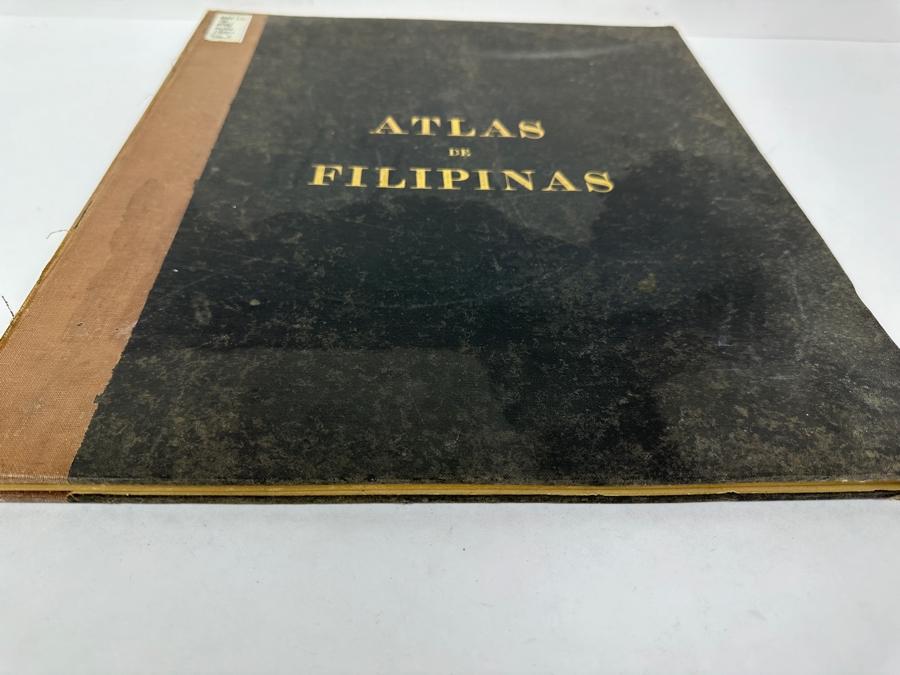 ATLAS
DE
FILIPINAS